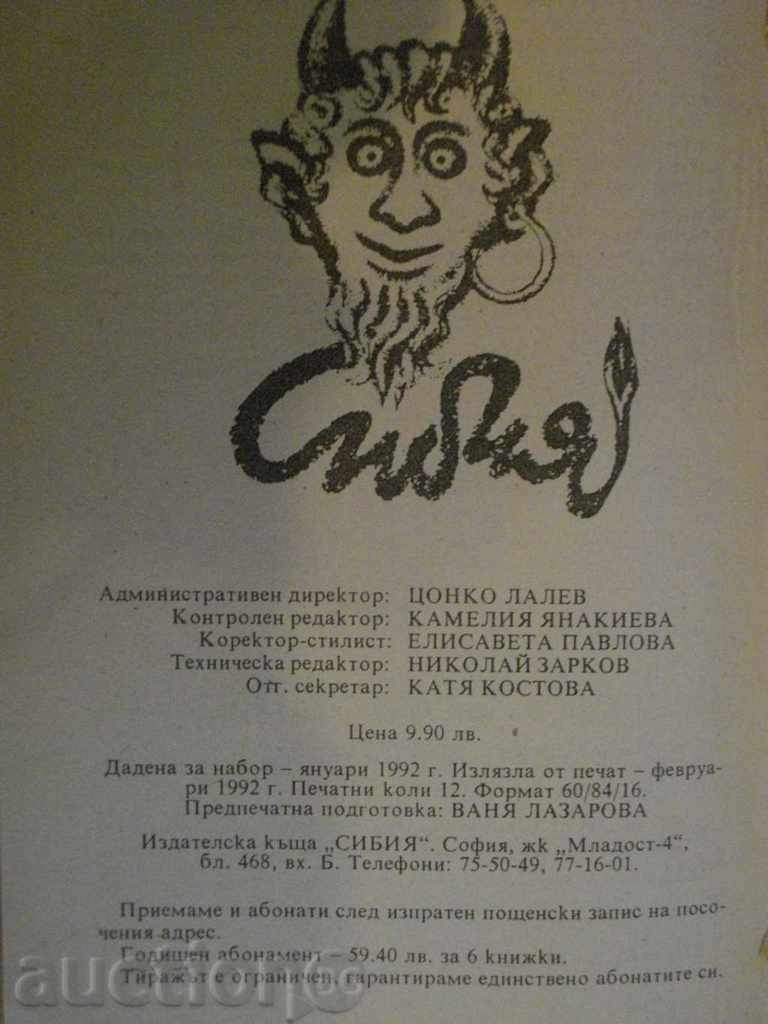 Сибия
Административен директор: ЦОНКО ЛАЛЕВ
Контролен редактор: КАМЕЛИЯ ЯНАКИЕВА
Коректор-стилист: ЕЛИСАВЕТА ПАВЛОВА
Техническа редактор: НИКОЛАЙ ЗАРКОВ
Отг. секретар: КАТЯ КОСТОВА
Цена 9.90 лв.
Дадена за набор – януари 1992 г. Излязла от печат – февруа-
ри 1992 г. Печатни коли 12. Формат 60/84/16.
Предпечатна подготовка: ВАНЯ ЛАЗАРОВА
Издателска къща „СИБИЯ“. София, жк „Младост-4“,
бл. 468, вх. Б. Телефони: 75-50-49, 77-16-01.
Приемаме и абонати след изпратен пощенски запис на посо-
чения адрес.
Годишен абонамент – 59.40 лв. за 6 книжки.
Тиражът е ограничен, гарантираме единствено абонатите си.